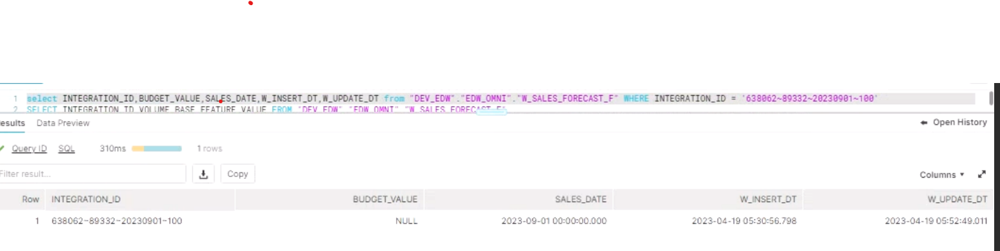 1 select INTEGRATION_ID,BUDGET_VALUE,SALES_DATE,W_INSERT_DT,W_UPDATE_DT from "DEV_EDW"."EDW_OMNI"."W_SALES_FORECAST_F" WHERE INTEGRATION_ID = '638062~89332~20230901~100'
2 SELECT INTEGRATION_ID,VOLUME_BASE_FEATURE_VALUE FROM "DEV_EDW"."EDW_OMNI"."W_SALES_FORECAST_F"
esults Data Preview Open History
Query ID SQL 310ms 1 rows
Filter result... Copy Columns
Row INTEGRATION_ID BUDGET_VALUE SALES_DATE W_INSERT_DT W_UPDATE_DT
1 638062~89332~20230901~100 NULL 2023-09-01 00:00:00.000 2023-04-19 05:30:56.798 2023-04-19 05:52:49.011